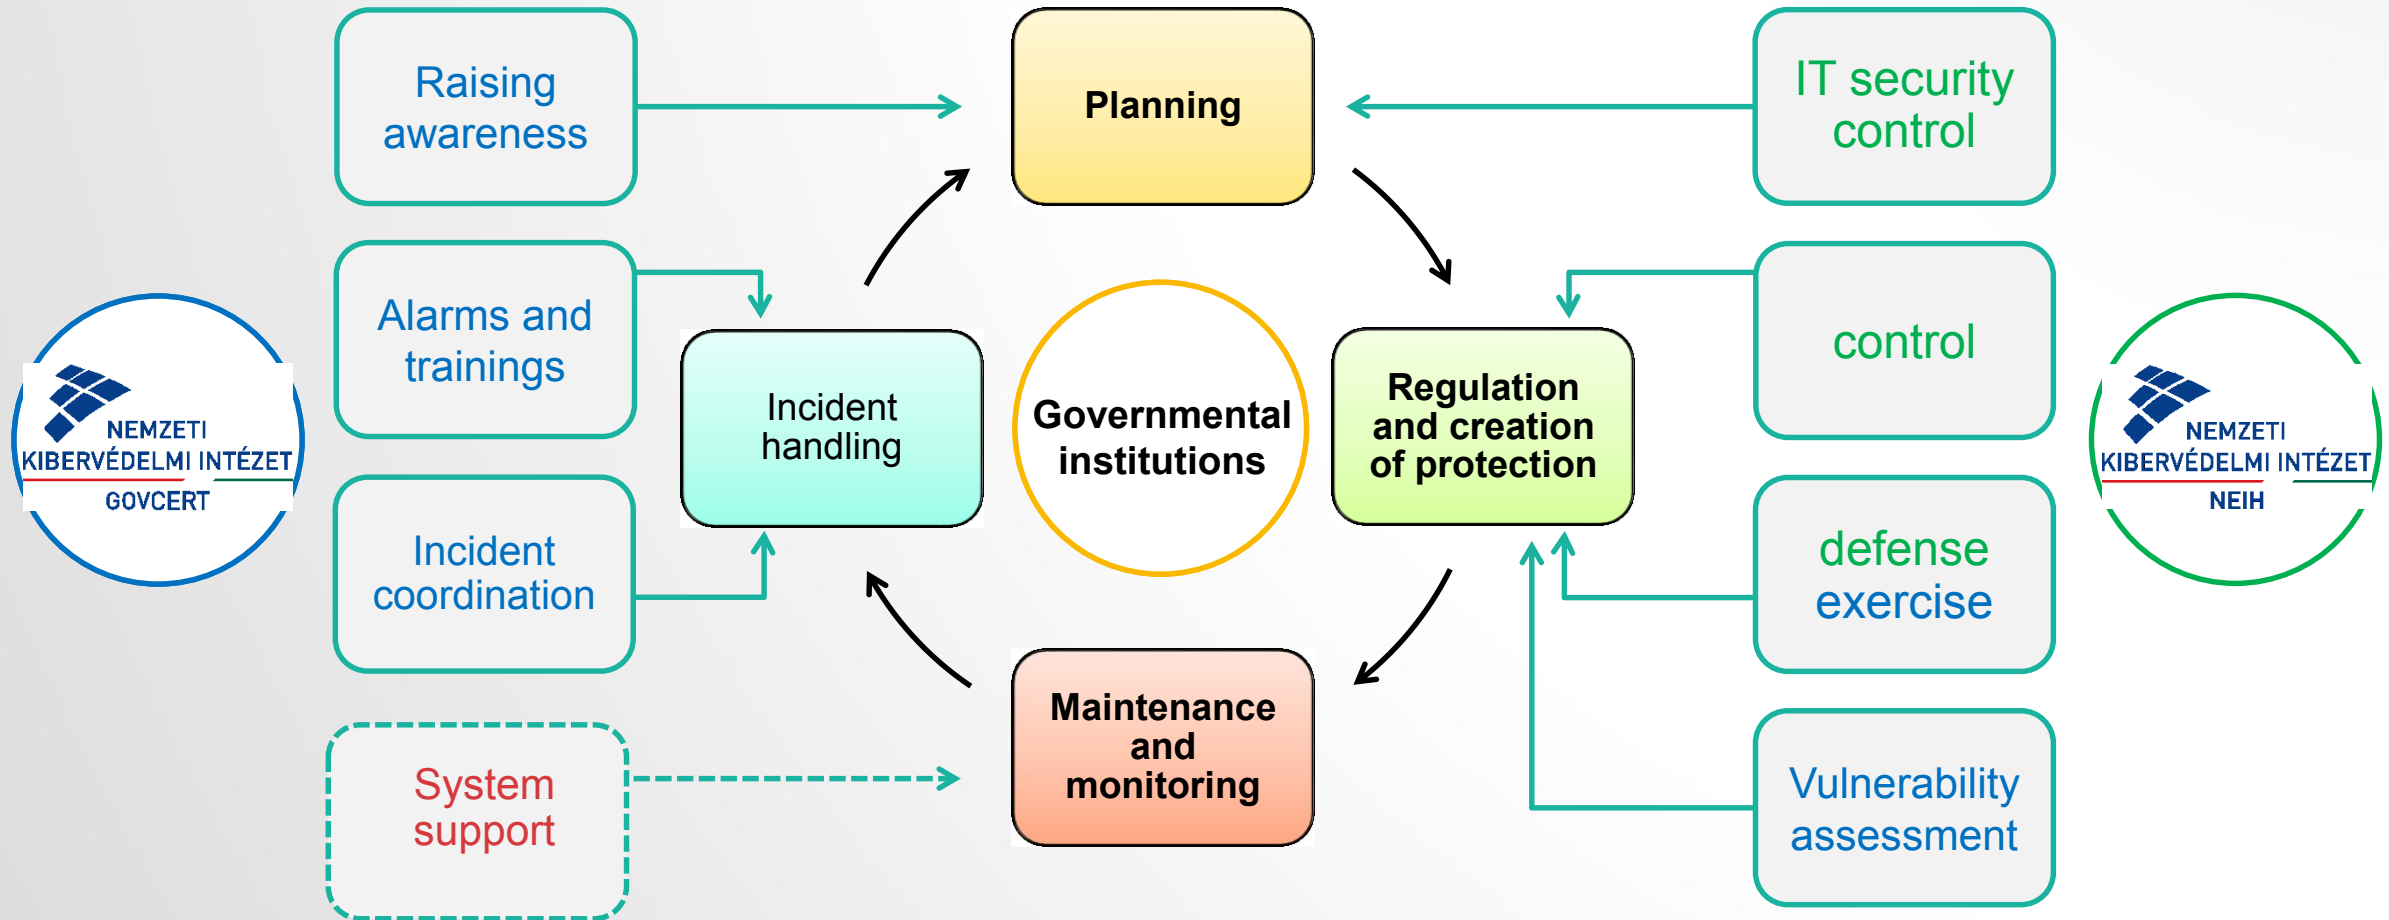 Raising
awareness
Planning
IT security
control
Alarms and
trainings
control
NEMZETI
KIBERVÉDELMI INTÉZET
GOVCERT
Incident
handling
Governmental
institutions
Regulation
and creation
of protection
NEMZETI
KIBERVÉDELMI INTÉZET
NEIH
Incident
coordination
defense
exercise
System
support
Maintenance
and
monitoring
Vulnerability
assessment